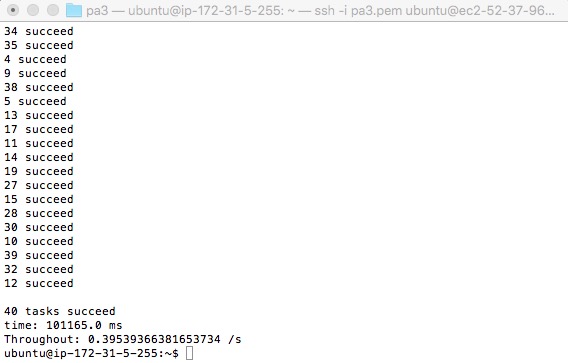 pa3 — ubuntu@ip-172-31-5-255: ~ — ssh -i pa3.pem ubuntu@ec2-52-37-96...
34 succeed
35 succeed
4 succeed
9 succeed
38 succeed
5 succeed
13 succeed
17 succeed
11 succeed
14 succeed
19 succeed
27 succeed
15 succeed
28 succeed
30 succeed
10 succeed
39 succeed
32 succeed
12 succeed
40 tasks succeed
time: 101165.0 ms
Throughout: 0.39539366381653734 /s
ubuntu@ip-172-31-5-255:~$